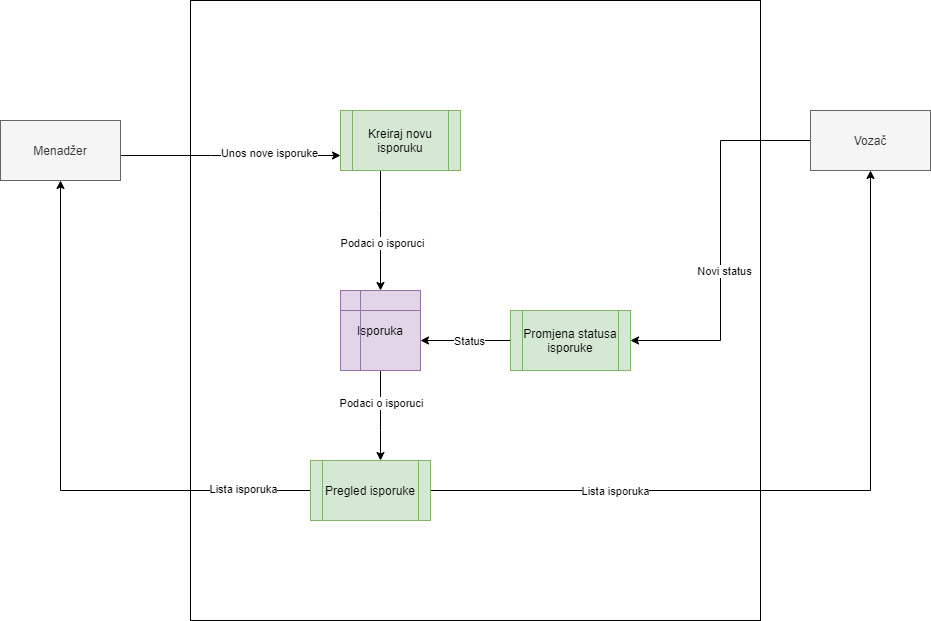 Kreiraj novu
isporuku
Menadžer
Vozač
Unos nove isporuke
Podaci o isporuci
Novi status
Isporuka
Status
Promjena statusa
isporuke
Podaci o isporuci
Lista isporuka
Pregled isporuke
Lista isporuka